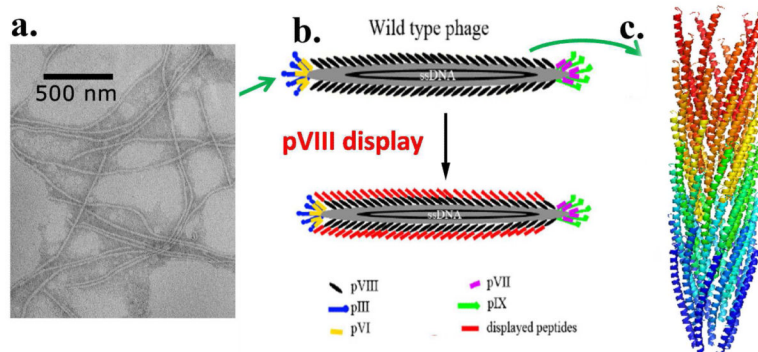 a.
500 nm
b.
Wild type phage
ssDNA
pVIII display
ssDNA
pVIII
pIII
pVI
pVII
pIX
displayed peptides
c.